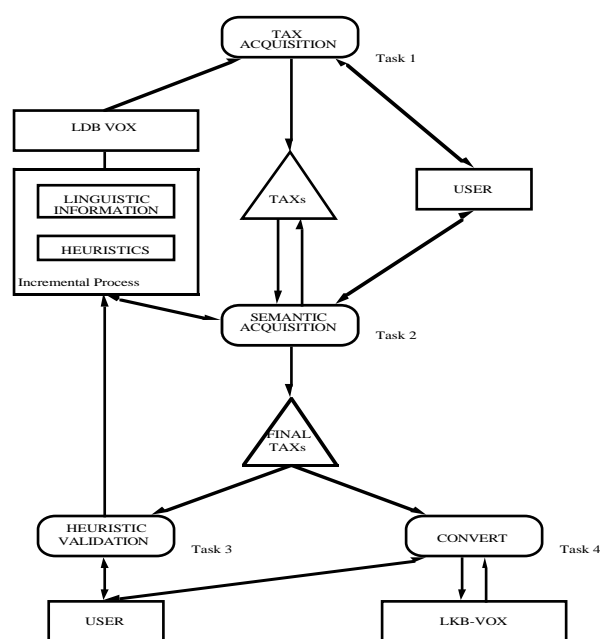 TAX
ACQUISITION
Task 1
LDB VOX
LINGUISTIC
INFORMATION
HEURISTICS
Incremental Process
TAXs
USER
SEMANTIC
ACQUISITION
Task 2
FINAL
TAXs
HEURISTIC
VALIDATION
Task 3
CONVERT
Task 4
USER
LKB-VOX